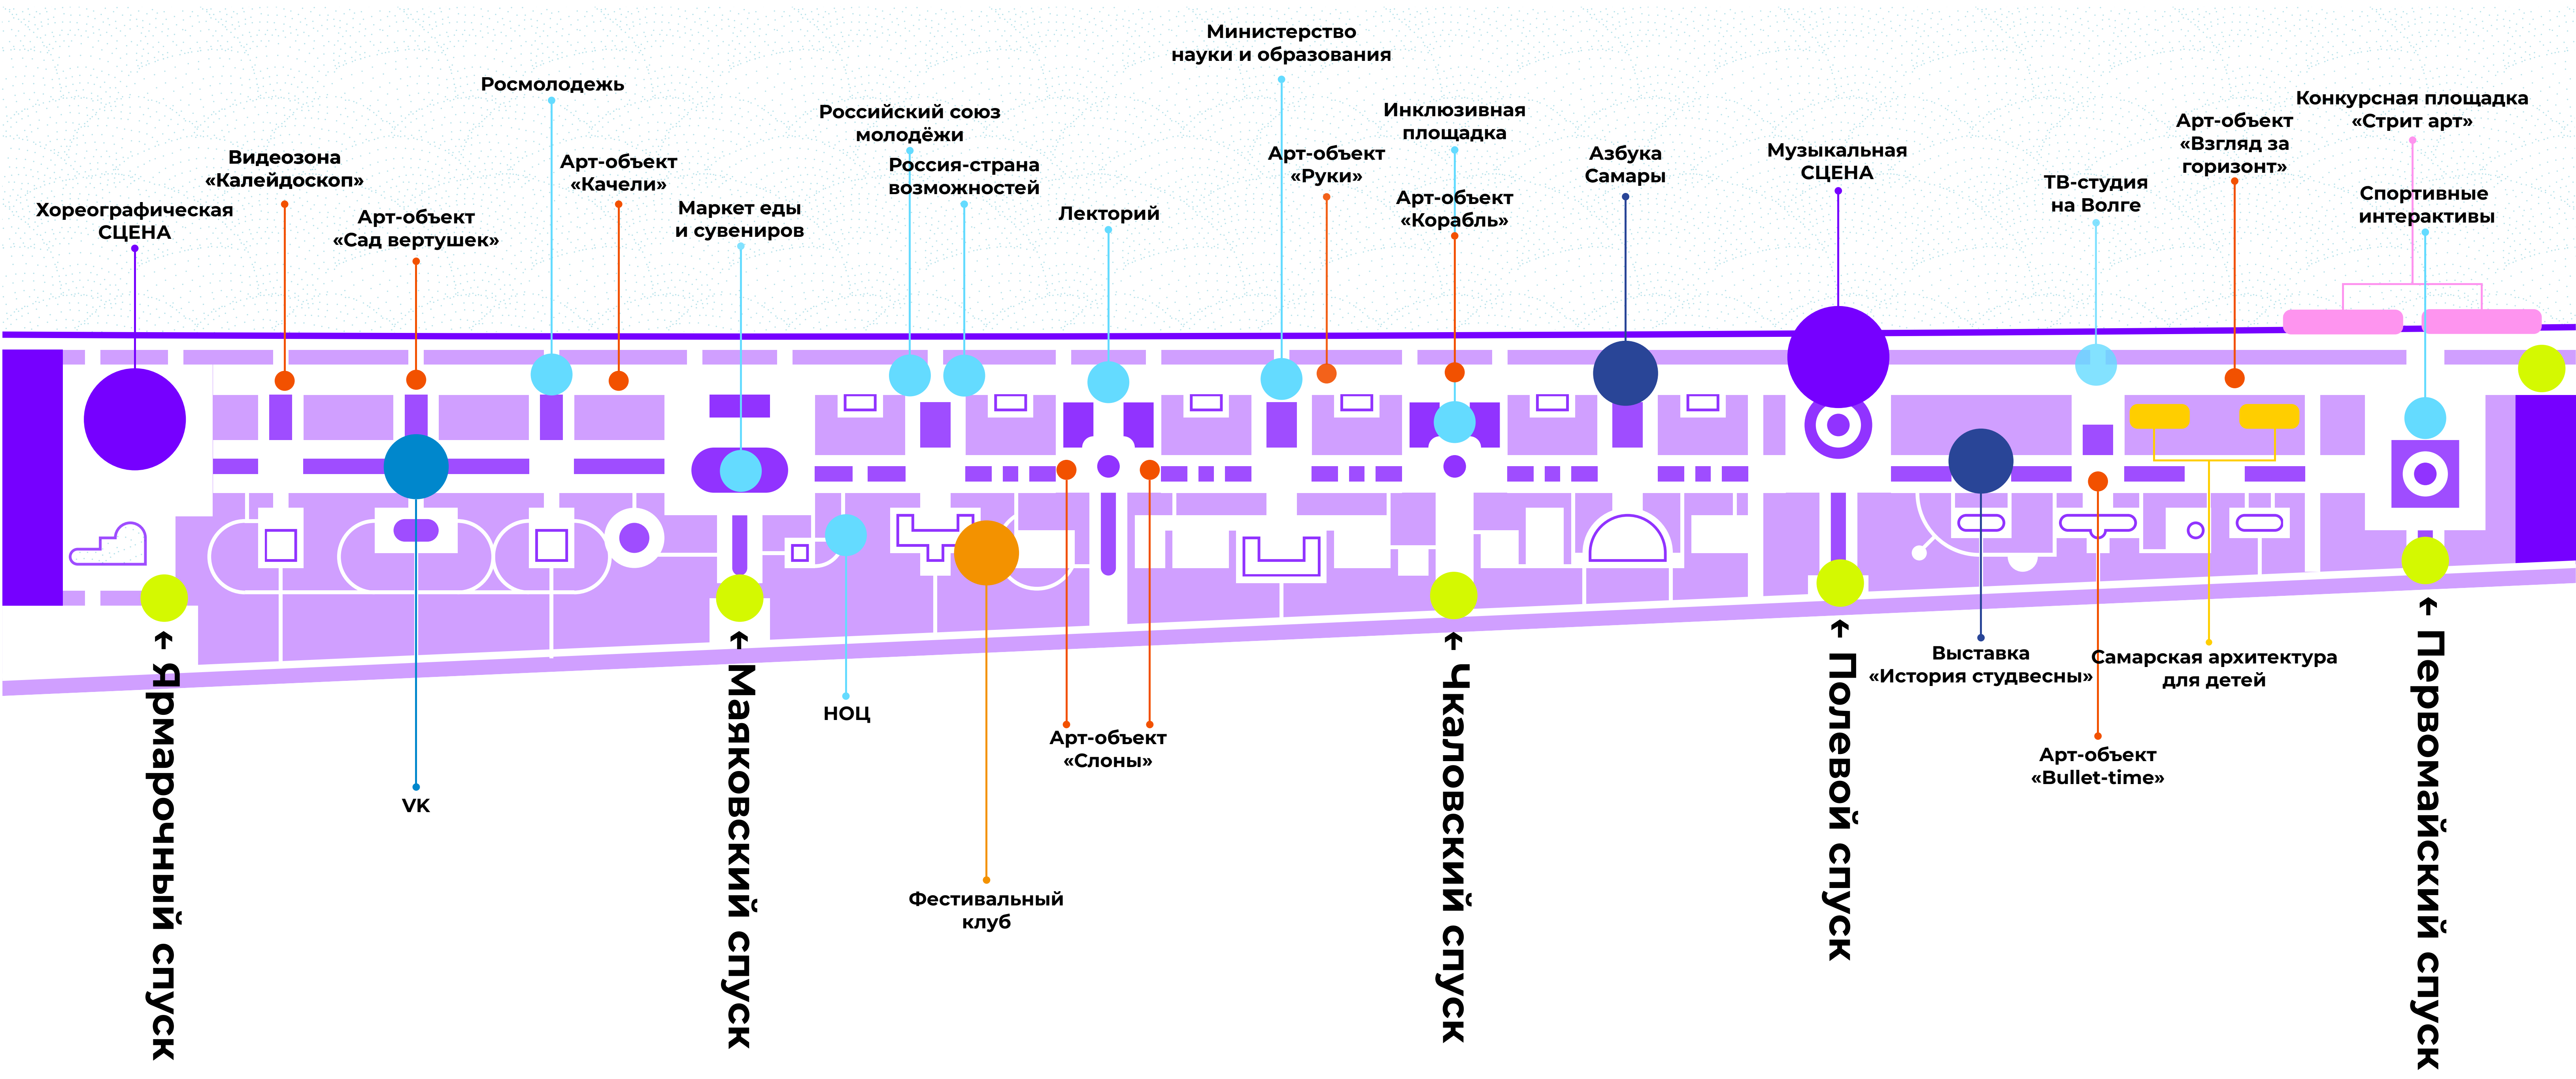 Министерство
науки и образования
Росмолодежь
Российский союз
молодёжи
Инклюзивная
площадка
Конкурсная площадка
«Стрит арт»
Арт-объект
«Взгляд за
горизонт»
Видеозона
«Калейдоскоп»
Арт-объект
«Качели»
Россия-страна
возможностей
Арт-объект
«Руки»
Азбука
Самары
Музыкальная
СЦЕНА
ТВ-студия
на Волге
Спортивные
интерактивы
Хореографическая
СЦЕНА
Арт-объект
«Сад вертушек»
Маркет еды
и сувениров
Лекторий
Арт-объект
«Корабль»
← Ярмарочный спуск
← Маяковский спуск
← Чкаловский спуск
← Полевой спуск
← Первомайский спуск
Выставка
«История студвесны»
Самарская архитектура
для детей
НОЦ
Арт-объект
«Слоны»
Арт-объект
«Bullet-time»
VK
Фестивальный
клуб